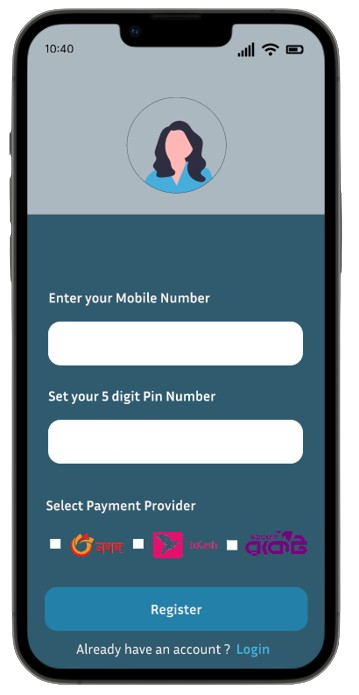 10:40
Enter your Mobile Number
Set your 5 digit Pin Number
Select Payment Provider
নগদ bKash রকেট
Register
Already have an account ? Login